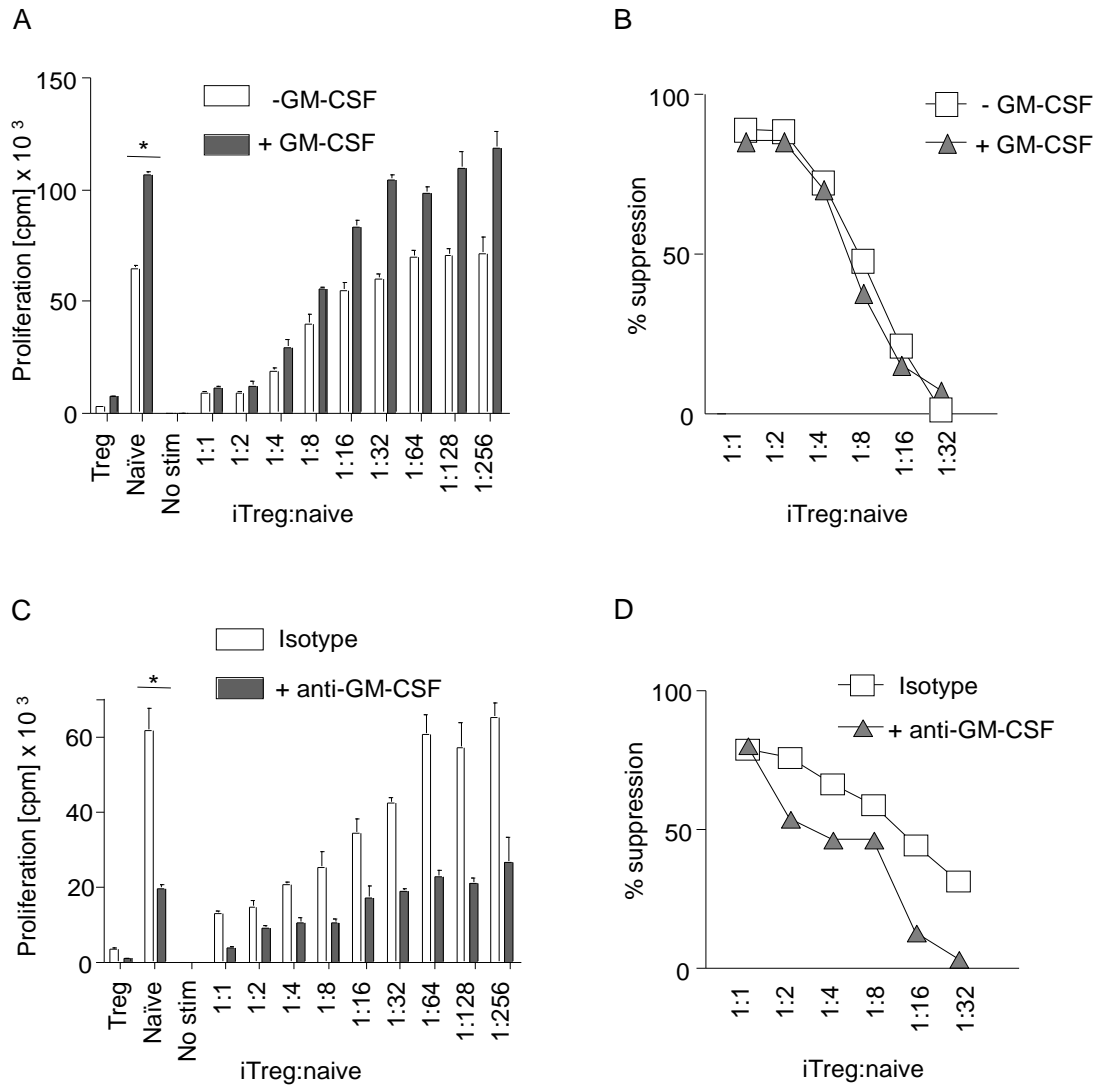 A
B
150
100
50
0
Proliferation [cpm] x 10 3
-GM-CSF
+ GM-CSF
*
Treg
Naïve
No stim
1:1
1:2
1:4
1:8
1:16
1:32
1:64
1:128
1:256
iTreg:naive
100
50
0
% suppression
- GM-CSF
+ GM-CSF
1:1
1:2
1:4
1:8
1:16
1:32
iTreg:naive
C
D
Isotype
+ anti-GM-CSF
*
60
40
20
0
Proliferation [cpm] x 10 3
Treg
Naïve
No stim
1:1
1:2
1:4
1:8
1:16
1:32
1:64
1:128
1:256
iTreg:naive
100
50
0
% suppression
Isotype
+ anti-GM-CSF
1:1
1:2
1:4
1:8
1:16
1:32
iTreg:naive